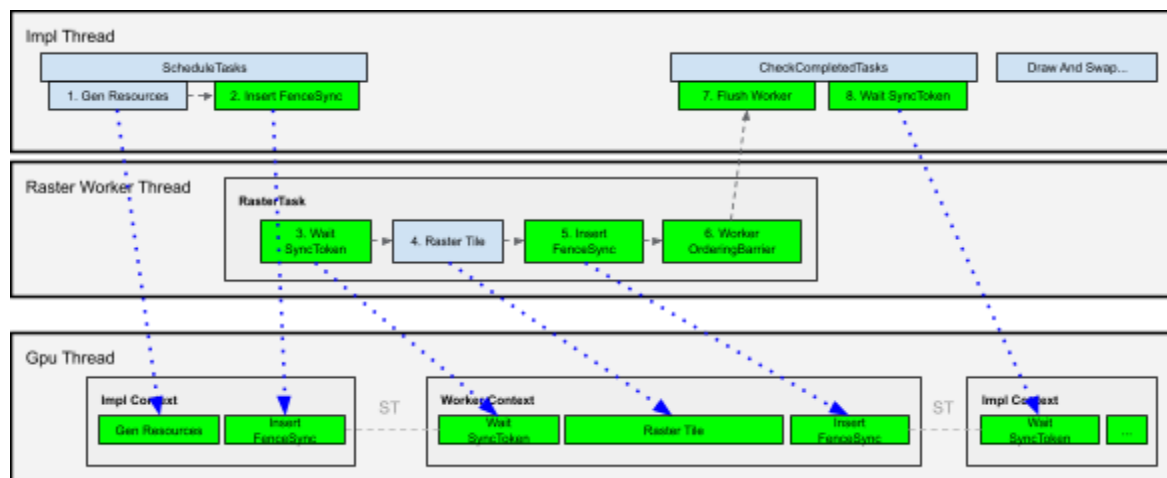 Impl Thread
ScheduleTasks
CheckCompletedTasks
Draw And Swap...
1. Gen Resources
2. Insert FenceSync
7. Flush Worker
8. Wait SyncToken
Raster Worker Thread
RasterTask
3. Wait
SyncToken
4. Raster Tile
5. Insert
FenceSync
6. Worker
OrderingBarrier
Gpu Thread
Impl Context
Gen Resources
Insert
FenceSync
ST
Worker Context
Wait
SyncToken
Raster Tile
Insert
FenceSync
ST
Impl Context
Wait
SyncToken
...